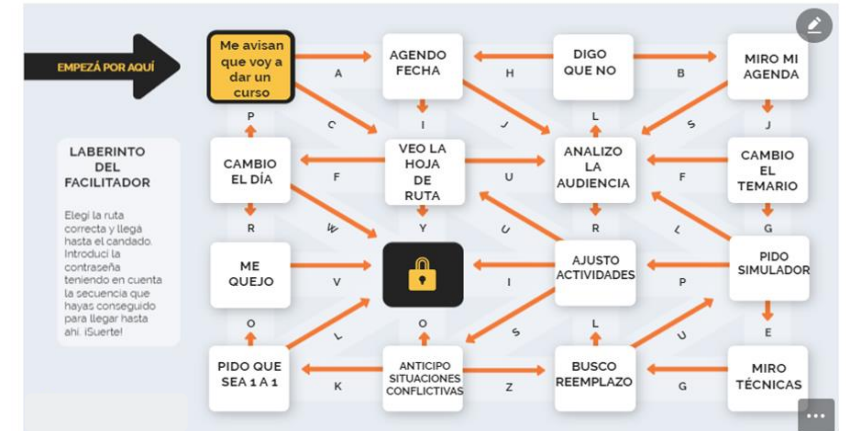 EMPEZÁ POR AQUÍ
Me avisan
que voy a
dar un
curso
A
AGENDO
FECHA
H
DIGO
QUE NO
B
MIRO MI
AGENDA
P
C
I
J
L
S
J
LABERINTO
DEL
FACILITADOR
Elegí la ruta
correcta y llegá
hasta el candado.
Introducí la
contraseña
teniendo en cuenta
la secuencia que
hayas conseguido
para llegar hasta
ahí. ¡Suerte!
CAMBIO
EL DÍA
F
VEO LA
HOJA
DE
RUTA
U
ANALIZO
LA
AUDIENCIA
F
CAMBIO
EL
TEMARIO
R
W
Y
U
R
L
G
ME
QUEJO
V
I
AJUSTO
ACTIVIDADES
P
PIDO
SIMULADOR
O
L
O
S
L
U
E
PIDO QUE
SEA 1 A 1
K
ANTICIPO
SITUACIONES
CONFLICTIVAS
Z
BUSCO
REEMPLAZO
G
MIRO
TÉCNICAS